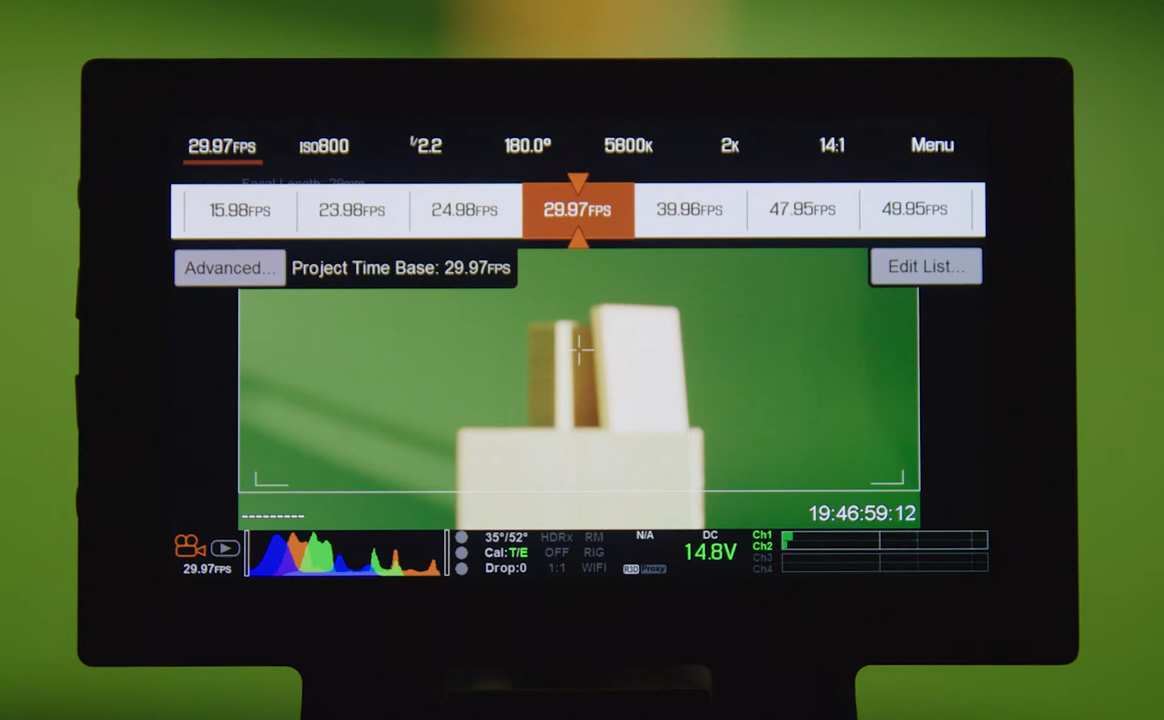 29.97FPS ISO800 f/2.2 180.0° 5800K 2K 14:1 Menu
Focal Length: 29mm
15.98FPS 23.98FPS 24.98FPS 29.97FPS 39.96FPS 47.95FPS 49.95FPS
Advanced... Project Time Base: 29.97FPS Edit List...
--------- 19:46:59:12
35°/52° HDRx RM N/A DC Ch1
Cal:T/E OFF RIG 14.8V Ch2
29.97FPS Drop:0 1:1 WIFI R3D Proxy Ch3
Ch4